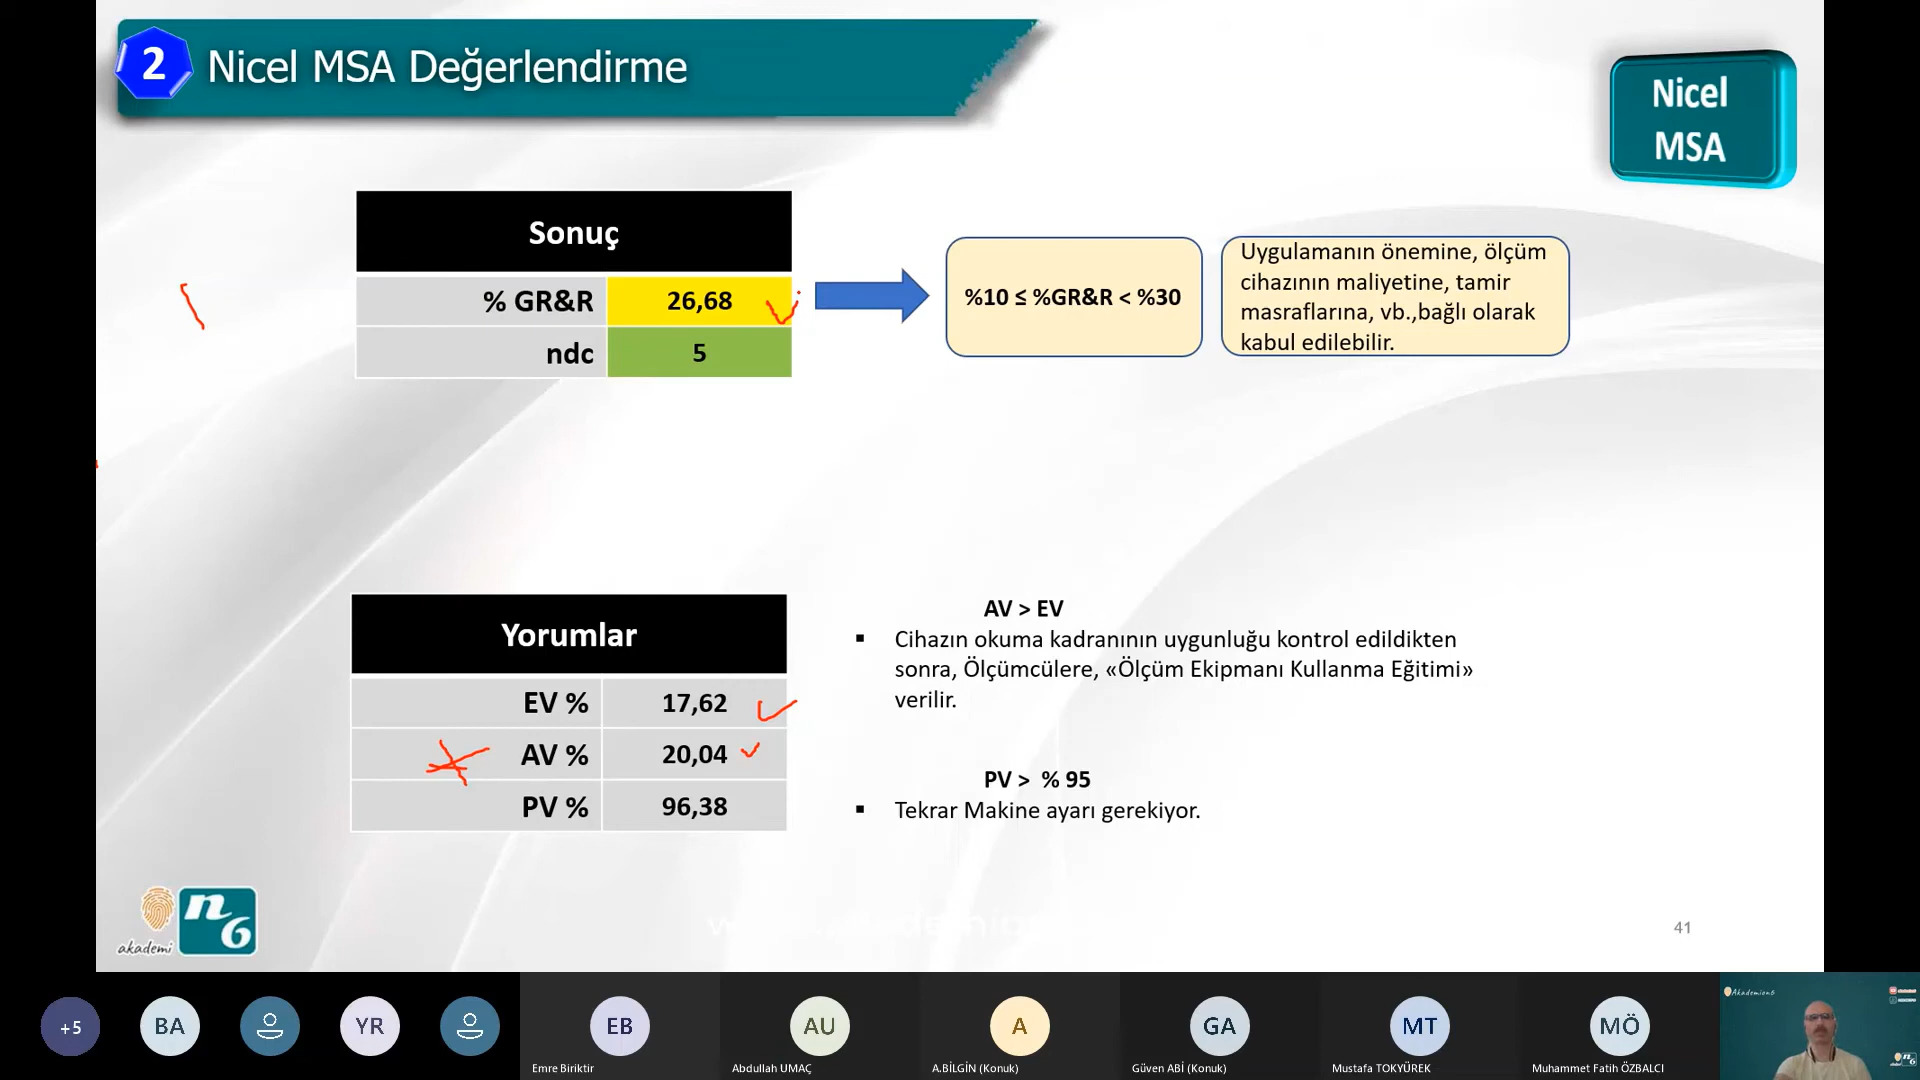 2
Nicel MSA Değerlendirme
Nicel
MSA
Sonuç
% GR&R 26,68
ndc 5
%10 ≤ %GR&R < %30
Uygulamanın önemine, ölçüm
cihazının maliyetine, tamir
masraflarına, vb.,bağlı olarak
kabul edilebilir.
Yorumlar
EV % 17,62
AV % 20,04
PV % 96,38
AV > EV
▪ Cihazın okuma kadranının uygunluğu kontrol edildikten
sonra, Ölçümcülere, «Ölçüm Ekipmanı Kullanma Eğitimi»
verilir.
PV > % 95
▪ Tekrar Makine ayarı gerekiyor.
akademi
n6
41
+5
BA
YR
EB
AU
A
GA
MT
MÖ
Emre Biriktir
Abdullah UMAÇ
A.BİLGİN (Konuk)
Güven ABİ (Konuk)
Mustafa TOKYÜREK
Muhammet Fatih ÖZBALCI
Akademion6
n6